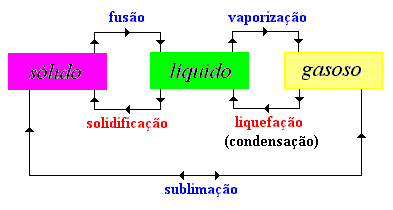 fusão
vaporização
sólido
líquido
gasoso
solidificação
liquefação
(condensação)
sublimação